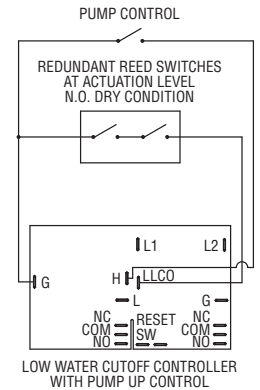 PUMP CONTROL
REDUNDANT REED SWITCHES
AT ACTUATION LEVEL
N.O. DRY CONDITION
L1 L2
G H LLCO
L G
NC RESET NC
COM SW COM
NO NO
LOW WATER CUTOFF CONTROLLER
WITH PUMP UP CONTROL